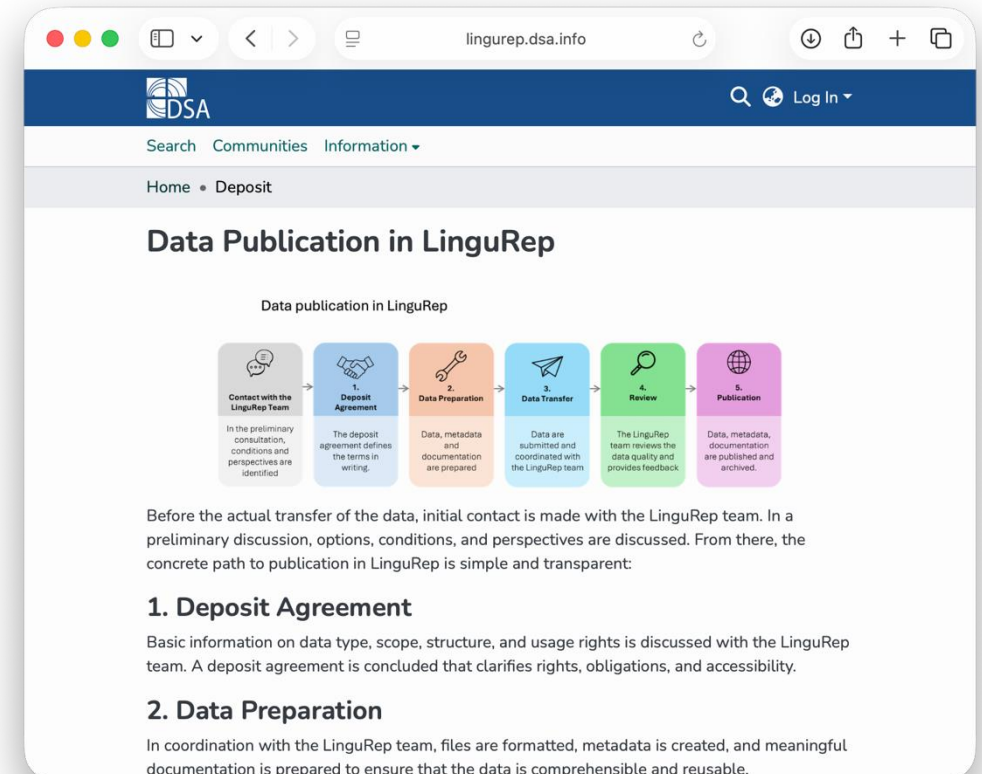 lingurep.dsa.info
DSA
Log In
Search Communities Information
Home • Deposit
Data Publication in LinguRep
Data publication in LinguRep
Contact with the
LinguRep Team
In the preliminary
consultation,
conditions and
perspectives are
identified
1.
Deposit
Agreement
The deposit
agreement defines
the terms in
writing.
2.
Data Preparation
Data, metadata
and
documentation
are prepared
3.
Data Transfer
Data are
submitted and
coordinated with
the LinguRep team
4.
Review
The LinguRep
team reviews the
data quality and
provides feedback
5.
Publication
Data, metadata,
documentation
are published and
archived.
Before the actual transfer of the data, initial contact is made with the LinguRep team. In a
preliminary discussion, options, conditions, and perspectives are discussed. From there, the
concrete path to publication in LinguRep is simple and transparent:
1. Deposit Agreement
Basic information on data type, scope, structure, and usage rights is discussed with the LinguRep
team. A deposit agreement is concluded that clarifies rights, obligations, and accessibility.
2. Data Preparation
In coordination with the LinguRep team, files are formatted, metadata is created, and meaningful
documentation is prepared to ensure that the data is comprehensible and reusable.